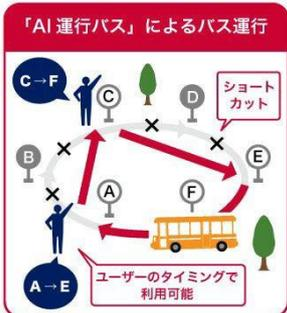 「AI運行バス」によるバス運行
C→F
C
D
ショート
カット
B
E
A
F
A→E
ユーザーのタイミングで
利用可能